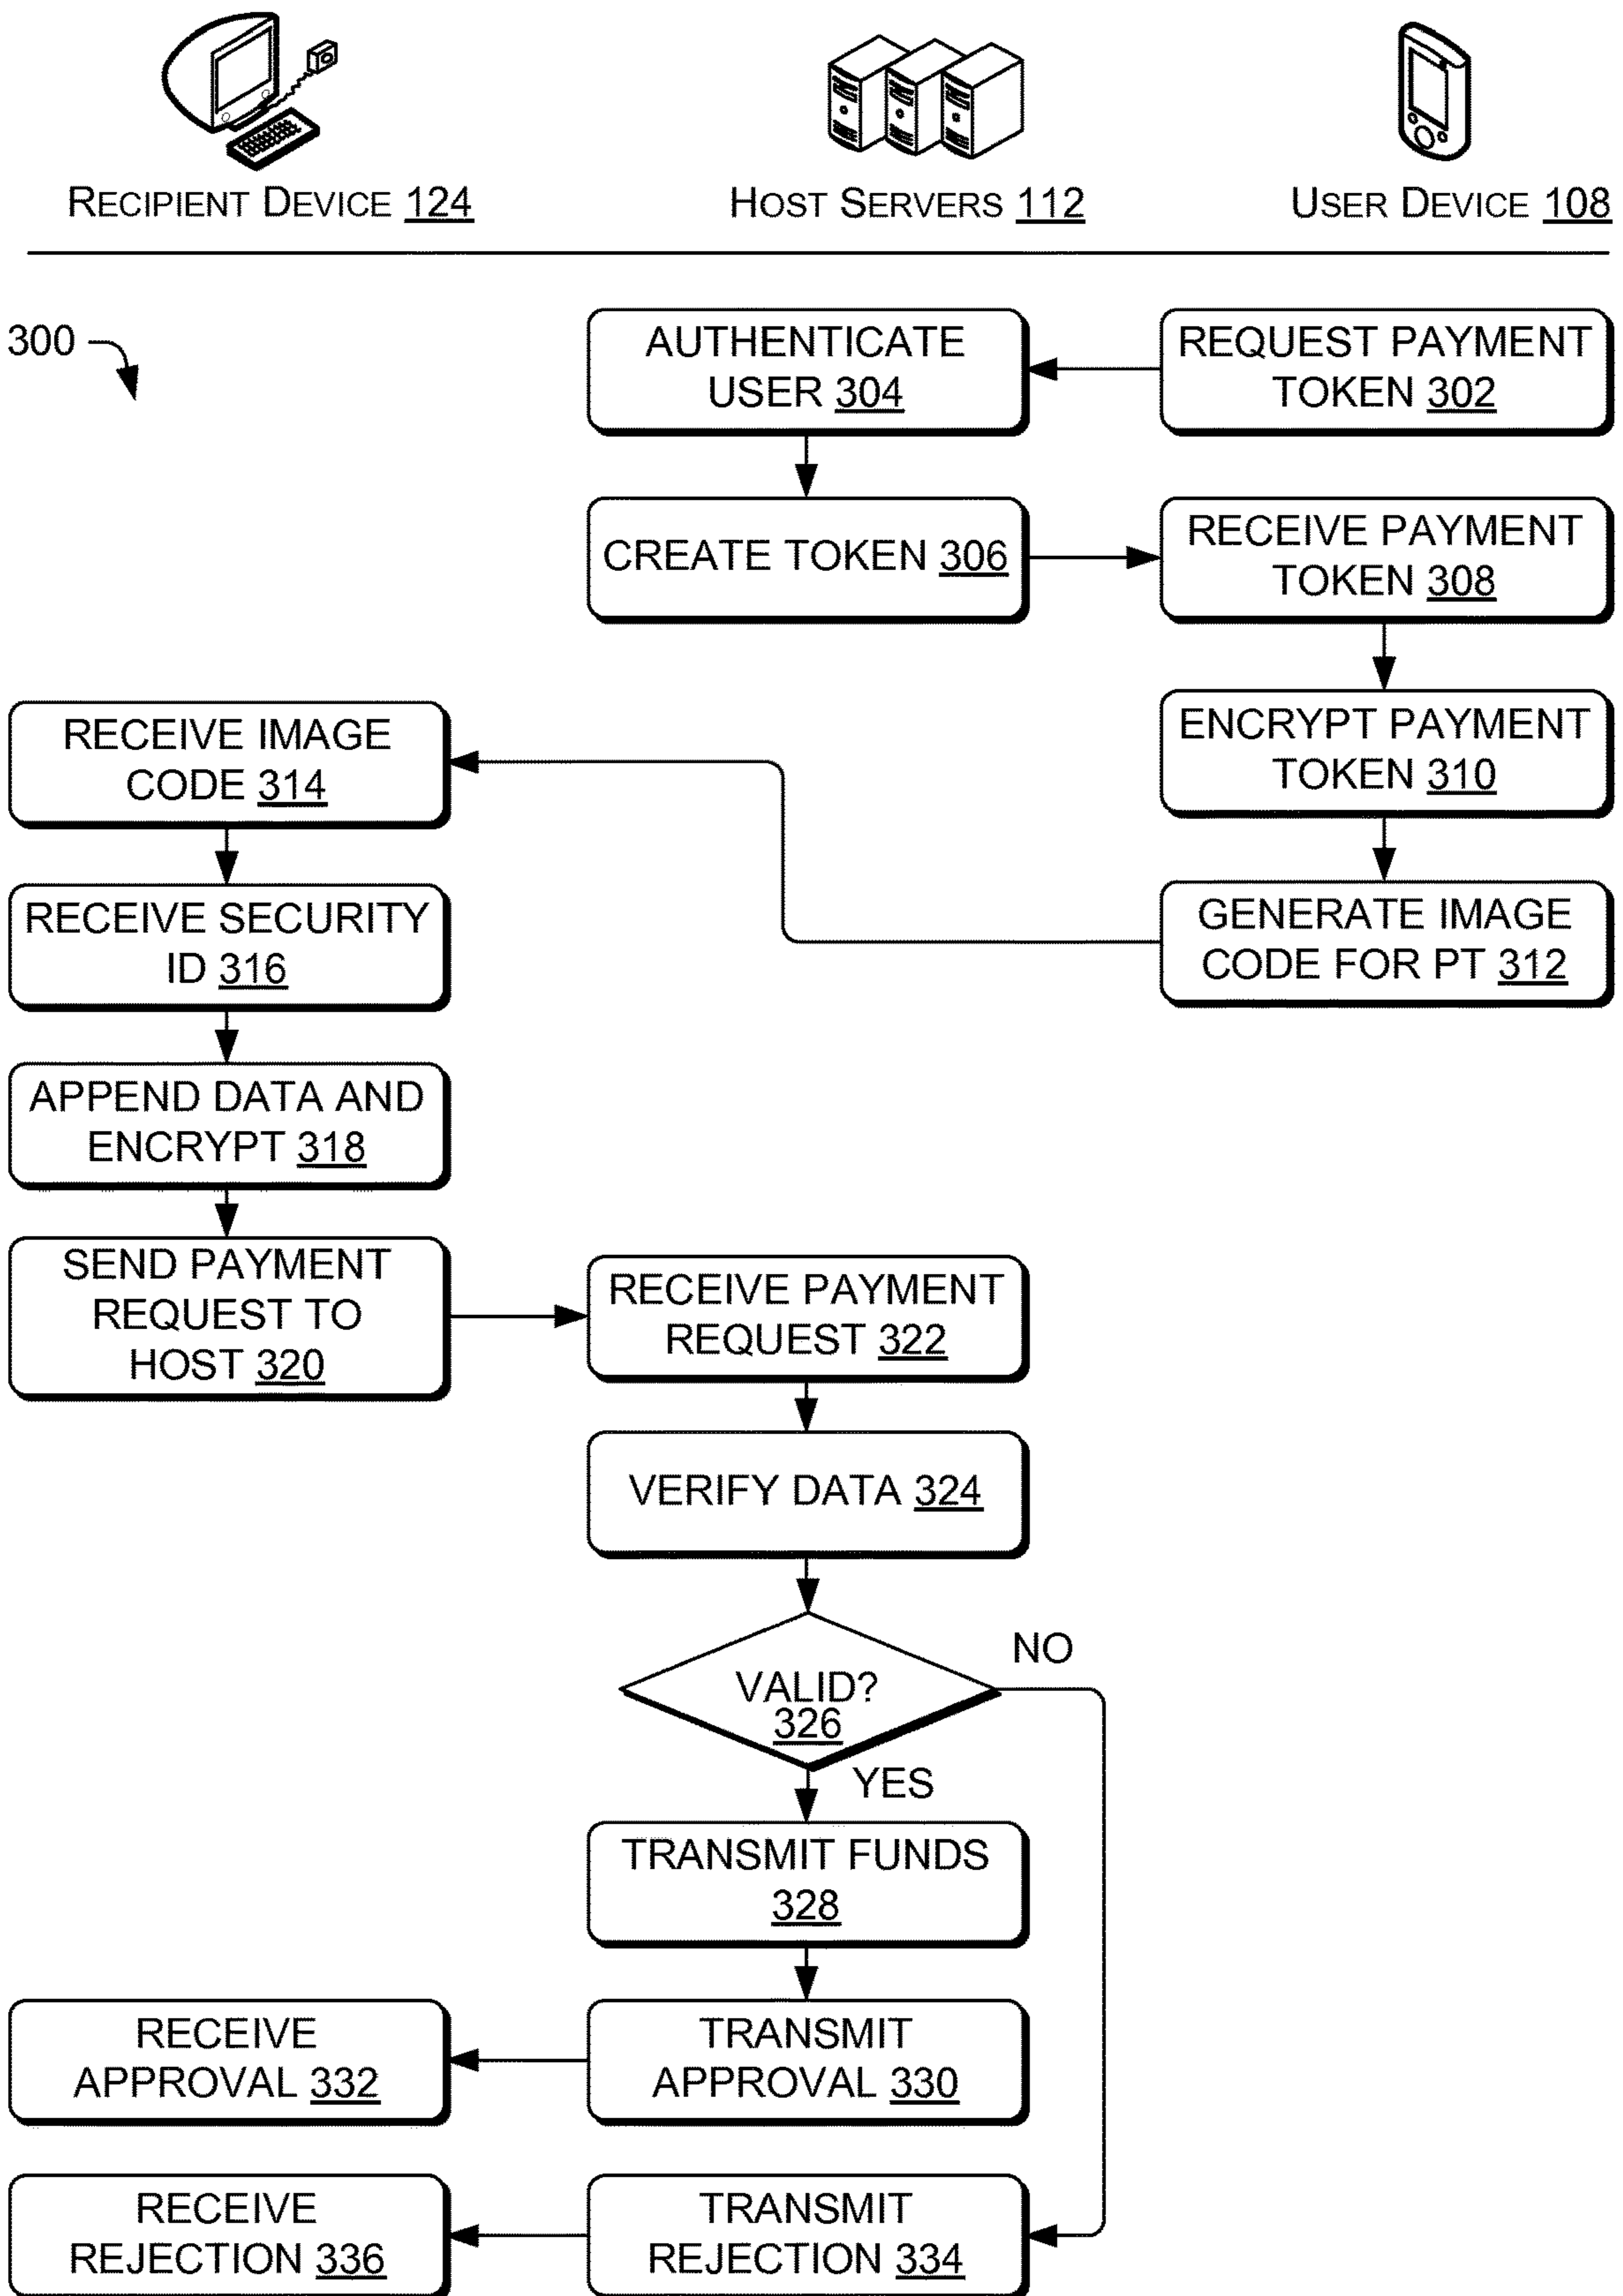 RECIPIENT DEVICE 124
HOST SERVERS 112
USER DEVICE 108
300
AUTHENTICATE
USER 304
REQUEST PAYMENT
TOKEN 302
CREATE TOKEN 306
RECEIVE PAYMENT
TOKEN 308
RECEIVE IMAGE
CODE 314
ENCRYPT PAYMENT
TOKEN 310
RECEIVE SECURITY
ID 316
GENERATE IMAGE
CODE FOR PT 312
APPEND DATA AND
ENCRYPT 318
SEND PAYMENT
REQUEST TO
HOST 320
RECEIVE PAYMENT
REQUEST 322
VERIFY DATA 324
VALID?
326
NO
YES
TRANSMIT FUNDS
328
RECEIVE
APPROVAL 332
TRANSMIT
APPROVAL 330
RECEIVE
REJECTION 336
TRANSMIT
REJECTION 334